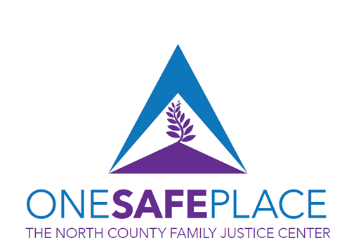 ONESAFEPLACE
THE NORTH COUNTY FAMILY JUSTICE CENTER